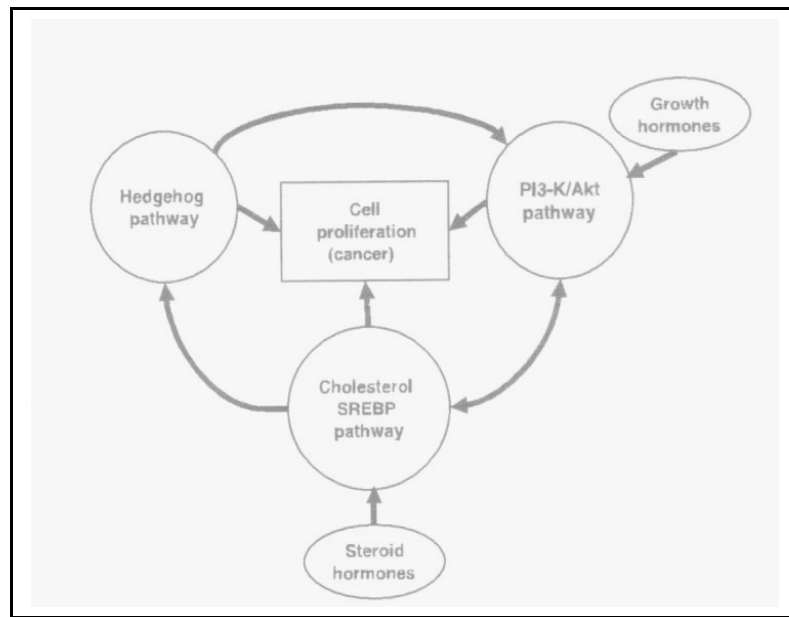 Growth
hormones
Hedgehog
pathway
PI3-K/Akt
pathway
Cell
proliferation
(cancer)
Cholesterol
SREBP
pathway
Steroid
hormones